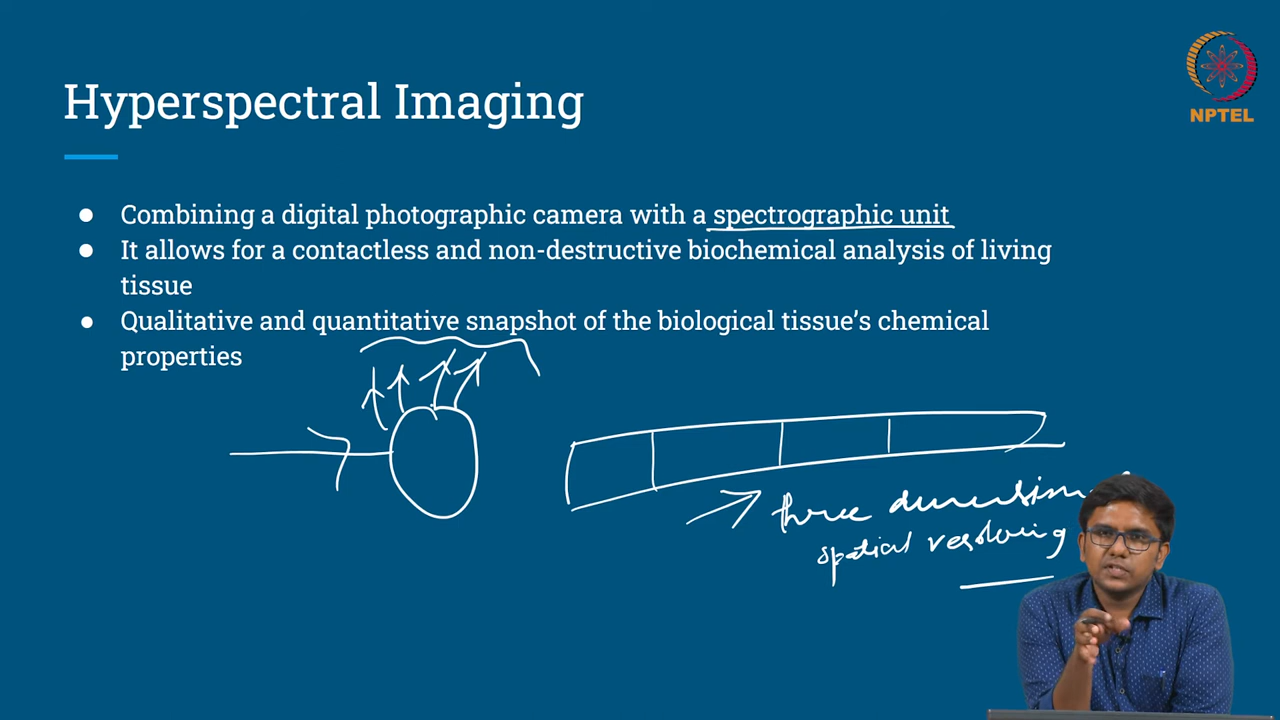 Hyperspectral Imaging
NPTEL
● Combining a digital photographic camera with a spectrographic unit
● It allows for a contactless and non-destructive biochemical analysis of living
tissue
● Qualitative and quantitative snapshot of the biological tissue's chemical
properties
three
spatial resolving